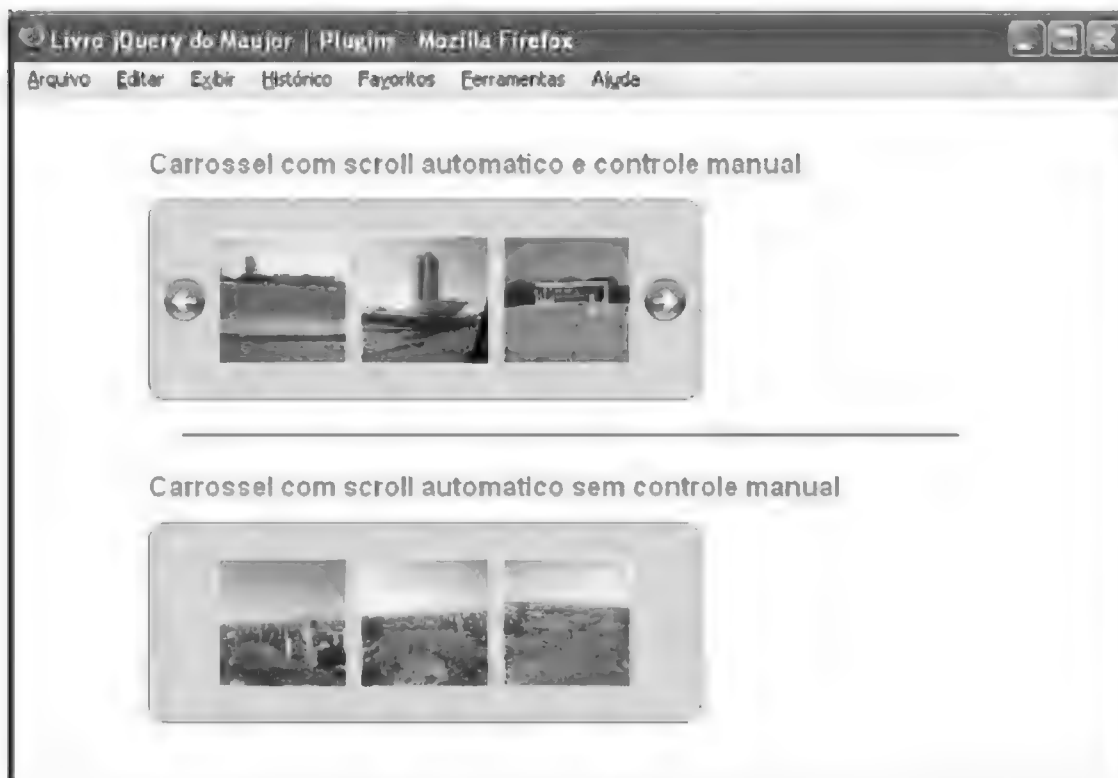 Livro jQuery do Maujor | Plugins - Mozilla Firefox
Arquivo Editar Exibir Histórico Favoritos Ferramentas Ajuda
Carrossel com scroll automatico e controle manual
Carrossel com scroll automatico sem controle manual